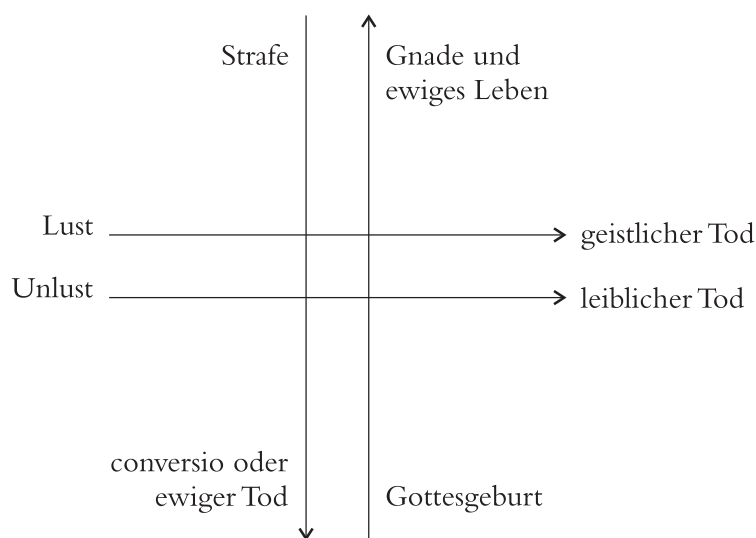 Strafe
Gnade und
ewiges Leben
Lust
geistlicher Tod
Unlust
leiblicher Tod
conversio oder
ewiger Tod
Gottesgeburt